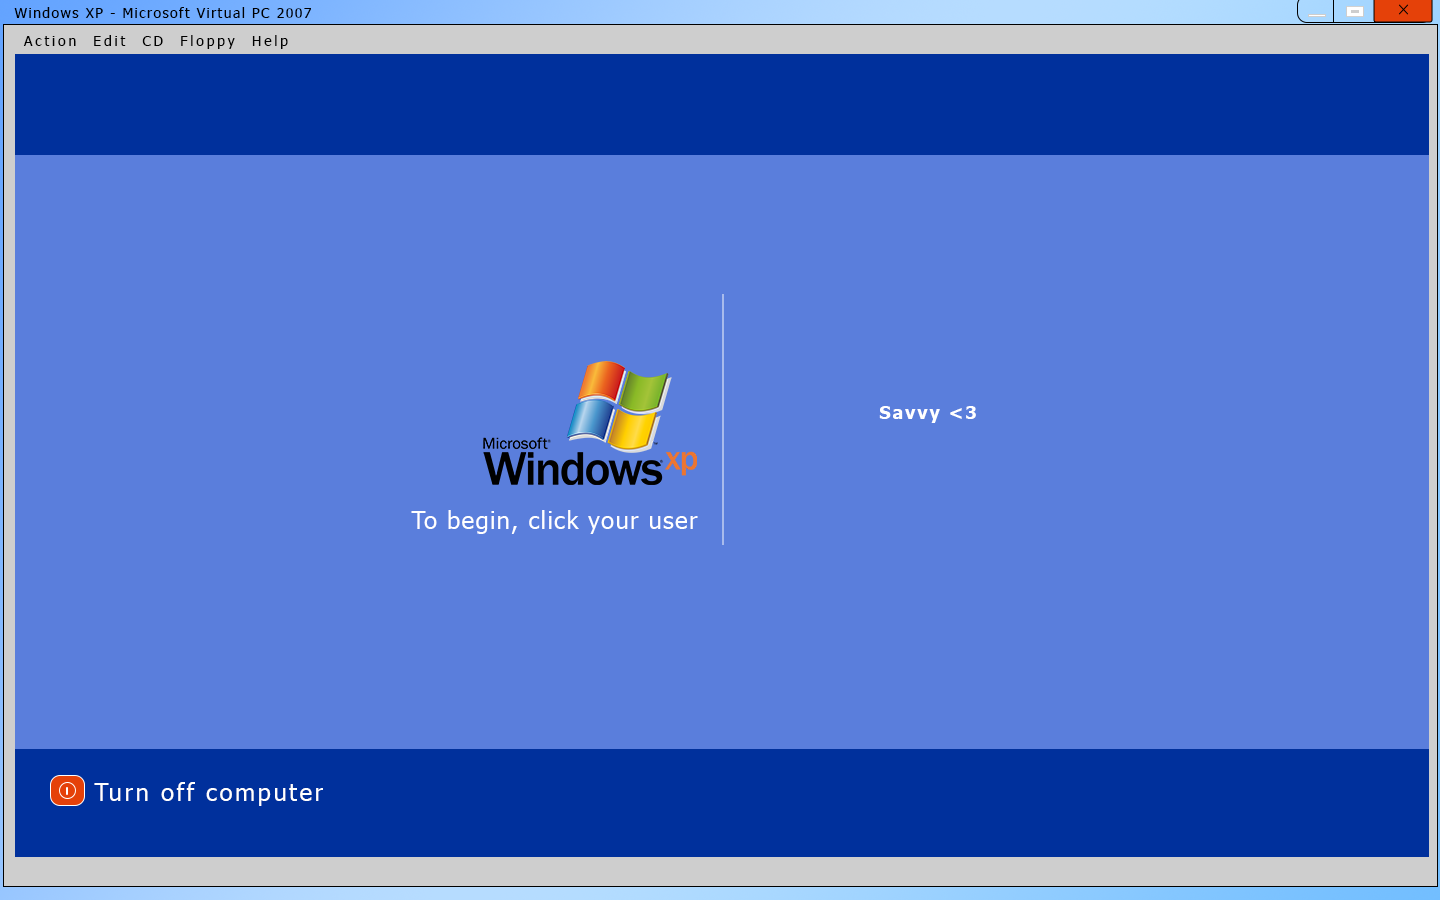 Windows XP - Microsoft Virtual PC 2007
Action Edit CD Floppy Help
Microsoft®
Windows xp
To begin, click your user
Savvy <3
Turn off computer